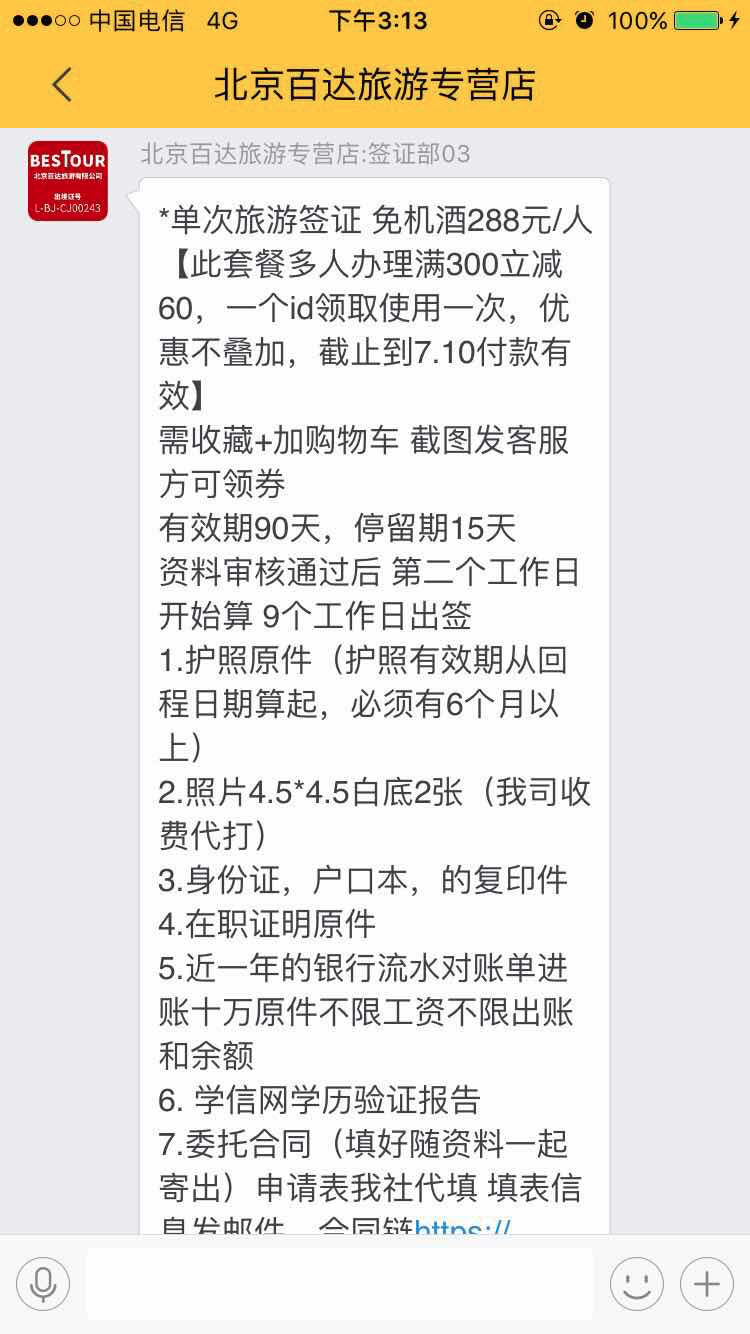 中国电信 4G 下午3:13 100%
北京百达旅游专营店
BESTOUR
北京百达旅游有限公司
出境证号
L-BJ-CJ00243
北京百达旅游专营店:签证部03
*单次旅游签证 免机酒288元/人
【此套餐多人办理满300立减
60，一个id领取使用一次，优
惠不叠加，截止到7.10付款有
效】
需收藏+加购物车 截图发客服
方可领券
有效期90天，停留期15天
资料审核通过后 第二个工作日
开始算 9个工作日出签
1.护照原件（护照有效期从回
程日期算起，必须有6个月以
上）
2.照片4.5*4.5白底2张（我司收
费代打）
3.身份证，户口本，的复印件
4.在职证明原件
5.近一年的银行流水对账单进
账十万原件不限工资不限出账
和余额
6. 学信网学历验证报告
7.委托合同（填好随资料一起
寄出）申请表我社代填 填表信
息发邮件 合同链https://